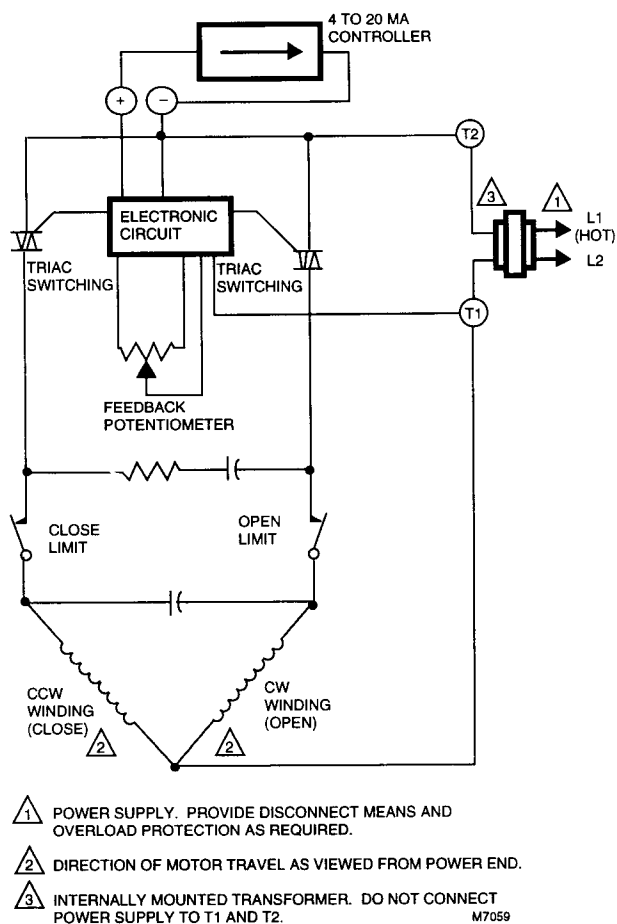 4 TO 20 MA
CONTROLLER
+
−
T2
3
1
L1
(HOT)
L2
ELECTRONIC
CIRCUIT
TRIAC
SWITCHING
TRIAC
SWITCHING
T1
FEEDBACK
POTENTIOMETER
CLOSE
LIMIT
OPEN
LIMIT
CCW
WINDING
(CLOSE)
2
CW
WINDING
(OPEN)
2
1 POWER SUPPLY. PROVIDE DISCONNECT MEANS AND
OVERLOAD PROTECTION AS REQUIRED.
2 DIRECTION OF MOTOR TRAVEL AS VIEWED FROM POWER END.
3 INTERNALLY MOUNTED TRANSFORMER. DO NOT CONNECT
POWER SUPPLY TO T1 AND T2.
M7059